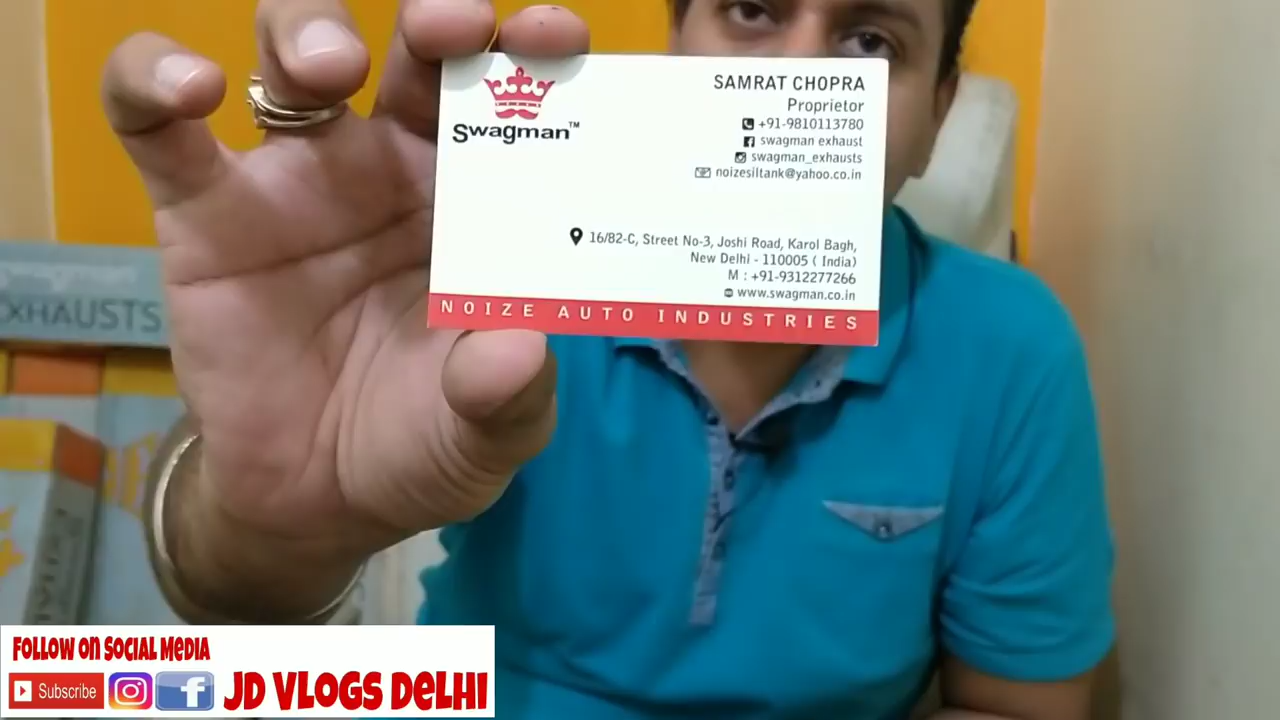 Swagman™
SAMRAT CHOPRA
Proprietor
+91-9810113780
swagman exhaust
swagman_exhausts
noizesiltank@yahoo.co.in
16/82-C, Street No-3, Joshi Road, Karol Bagh,
New Delhi - 110005 ( India)
M : +91-9312277266
www.swagman.co.in
NOIZE AUTO INDUSTRIES
EXHAUSTS
FOLLOW ON SOCIAL MEDIA
Subscribe
JD VLOGS DELHI